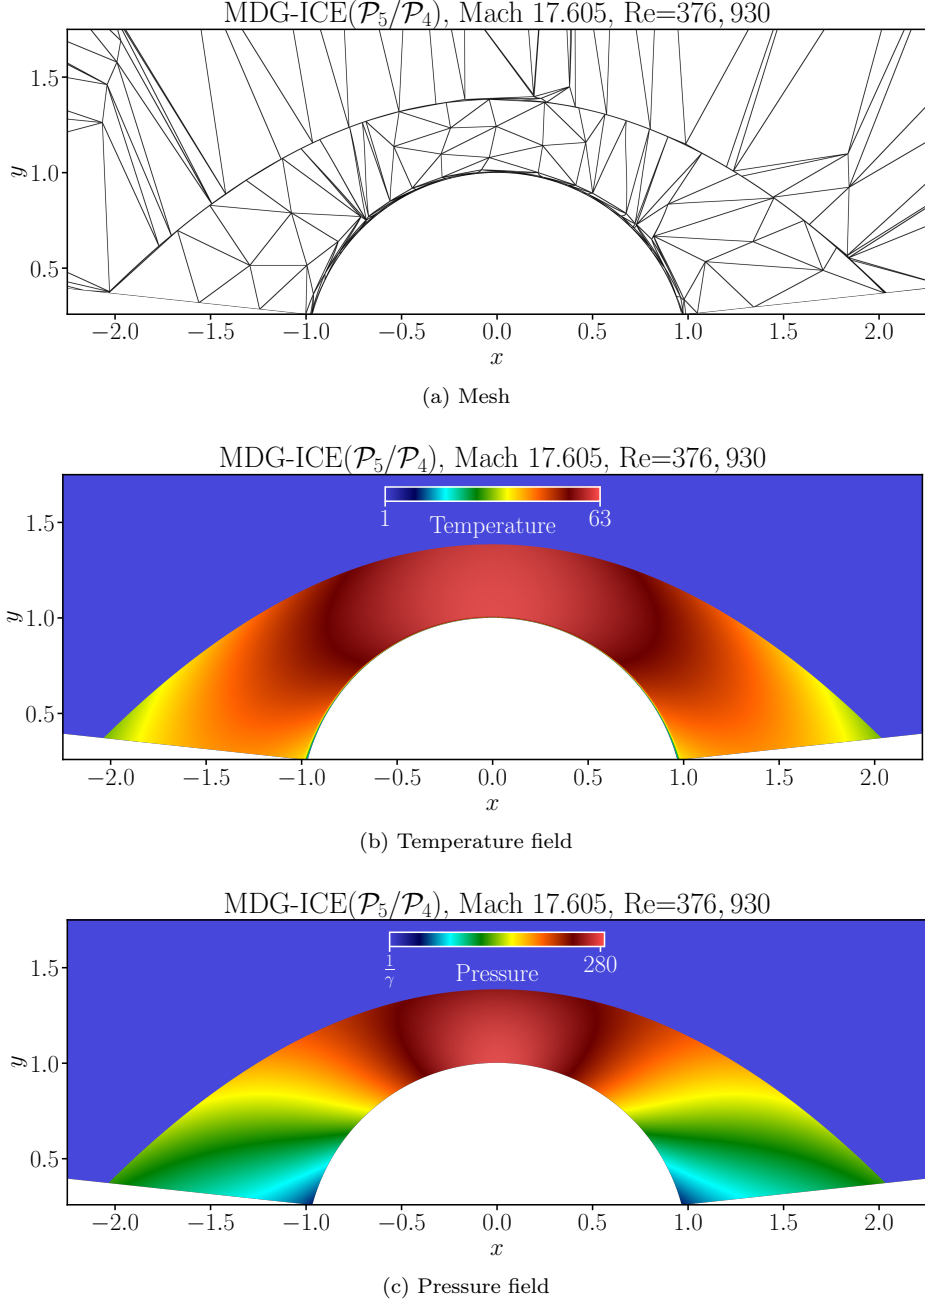 MDG-ICE(𝒫₅/𝒫₄), Mach 17.605, Re=376, 930
1.5
1.0
0.5
y
−2.0 −1.5 −1.0 −0.5 0.0 0.5 1.0 1.5 2.0
x
(a) Mesh
MDG-ICE(𝒫₅/𝒫₄), Mach 17.605, Re=376, 930
1 Temperature 63
1.5
1.0
0.5
y
−2.0 −1.5 −1.0 −0.5 0.0 0.5 1.0 1.5 2.0
x
(b) Temperature field
MDG-ICE(𝒫₅/𝒫₄), Mach 17.605, Re=376, 930
1/γ Pressure 280
1.5
1.0
0.5
y
−2.0 −1.5 −1.0 −0.5 0.0 0.5 1.0 1.5 2.0
x
(c) Pressure field